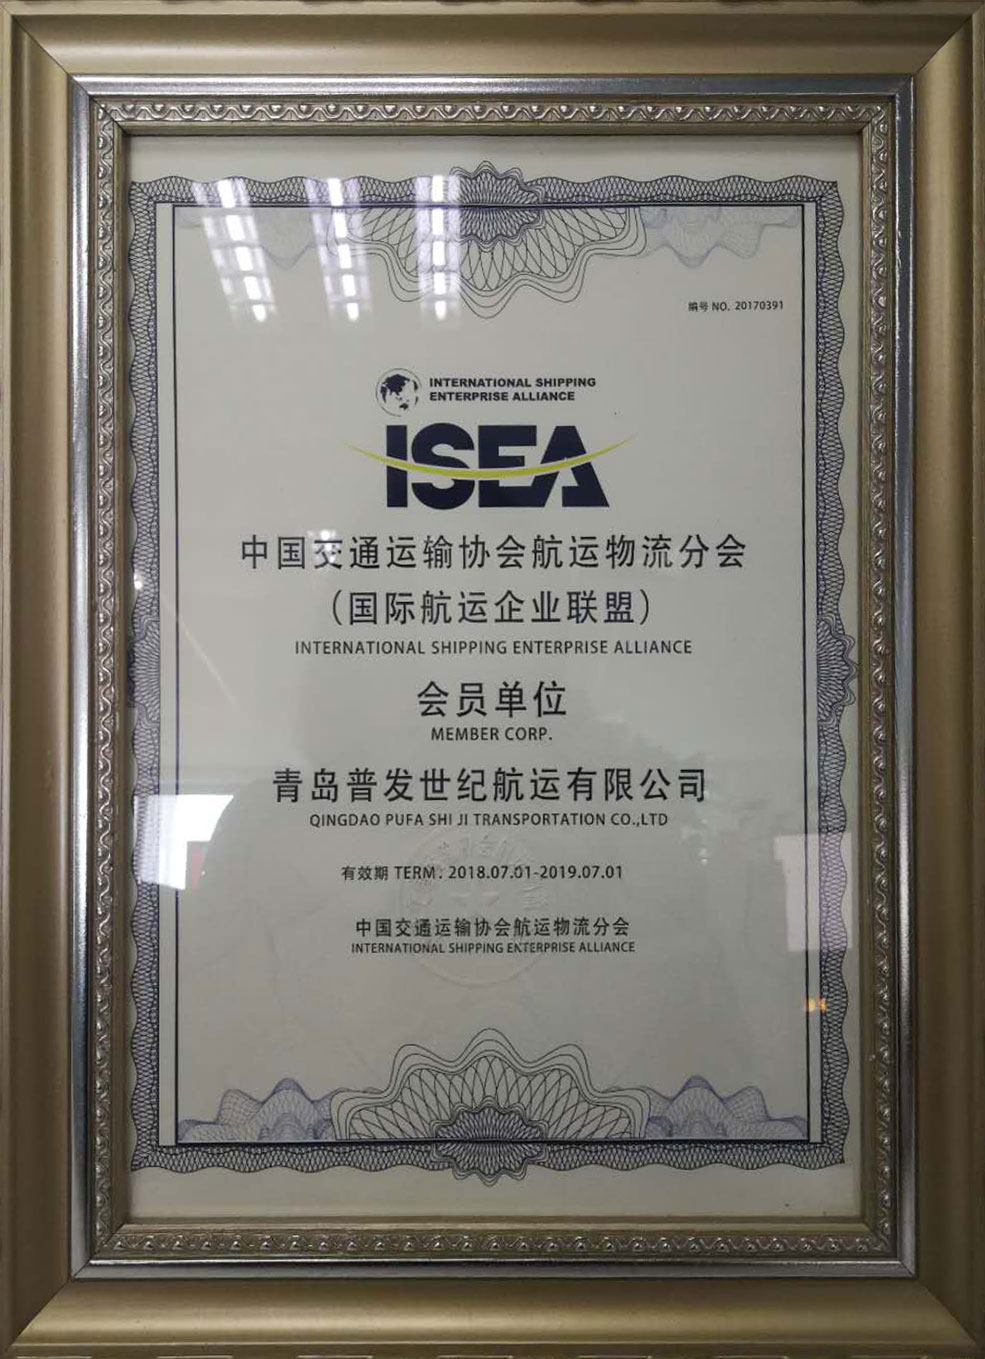 编号 NO. 20170391
INTERNATIONAL SHIPPING
ENTERPRISE ALLIANCE
ISEA
中国交通运输协会航运物流分会
（国际航运企业联盟）
INTERNATIONAL SHIPPING ENTERPRISE ALLIANCE
会员单位
MEMBER CORP.
青岛普发世纪航运有限公司
QINGDAO PUFA SHI JI TRANSPORTATION CO.,LTD
有效期 TERM: 2018.07.01-2019.07.01
中国交通运输协会航运物流分会
INTERNATIONAL SHIPPING ENTERPRISE ALLIANCE